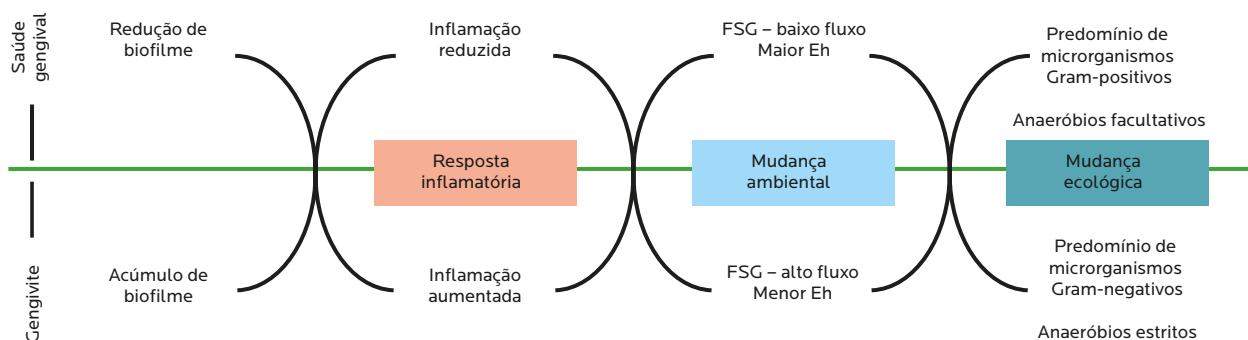 Saúde
gengival
Redução de
biofilme
Inflamação
reduzida
FSG – baixo fluxo
Maior Eh
Predomínio de
microrganismos
Gram-positivos
Anaeróbios facultativos
Resposta
inflamatória
Mudança
ambiental
Mudança
ecológica
Gengivite
Acúmulo de
biofilme
Inflamação
aumentada
FSG – alto fluxo
Menor Eh
Predomínio de
microrganismos
Gram-negativos
Anaeróbios estritos